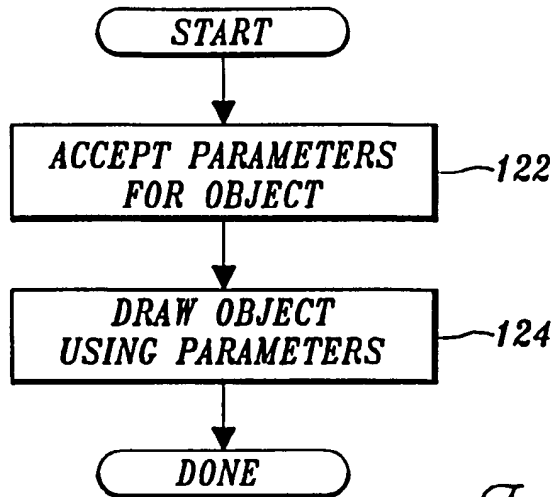 START
ACCEPT PARAMETERS
FOR OBJECT
122
DRAW OBJECT
USING PARAMETERS
124
DONE